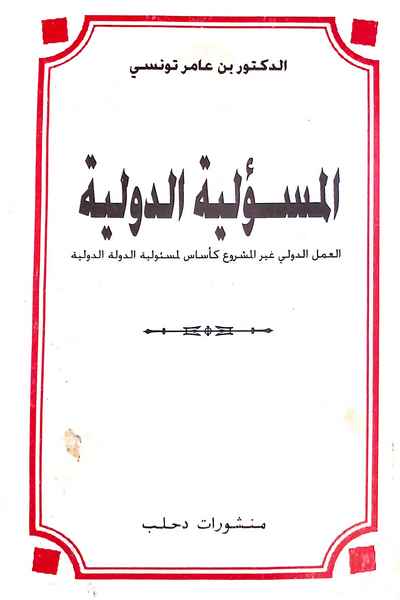 الدكتور بن عامر تونسي
المسؤلية الدولية
العمل الدولي غير المشروع كأساس لمسئولية الدولة الدولية
منشورات دحلب